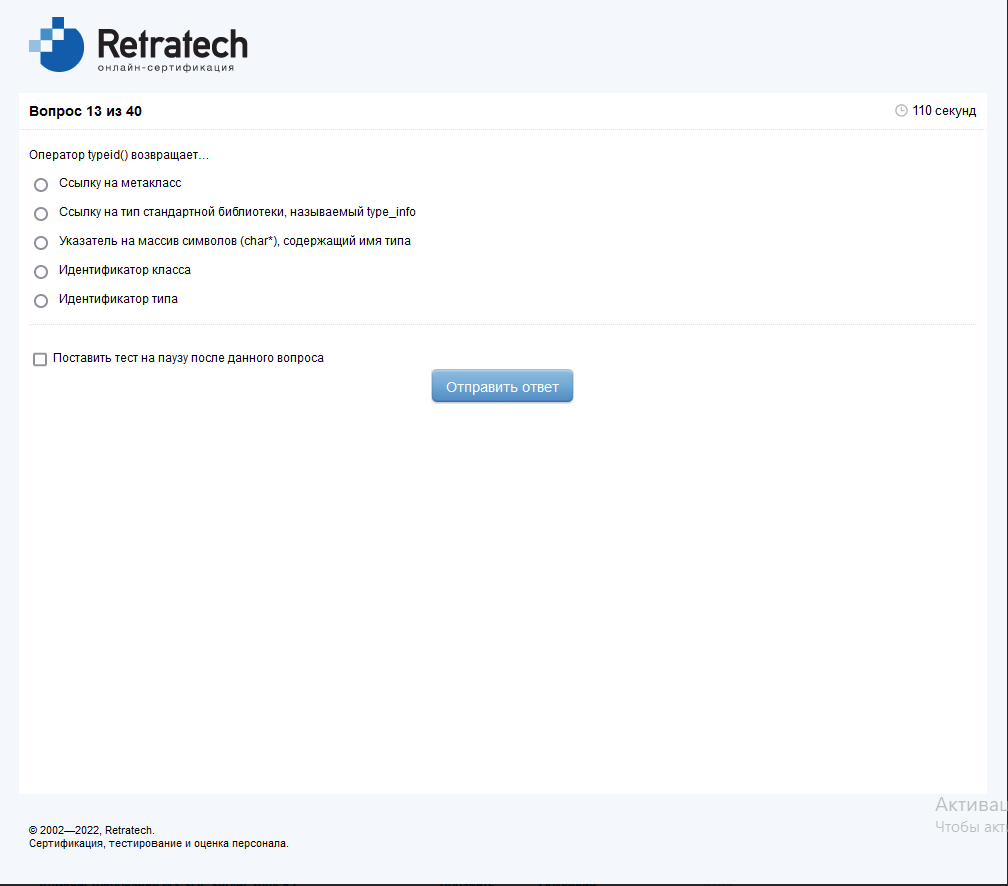 Retratech
онлайн-сертификация
Вопрос 13 из 40
110 секунд
Оператор typeid() возвращает...
Ссылку на метакласс
Ссылку на тип стандартной библиотеки, называемый type_info
Указатель на массив символов (char*), содержащий имя типа
Идентификатор класса
Идентификатор типа
Поставить тест на паузу после данного вопроса
Отправить ответ
Активац
Чтобы акт
© 2002—2022, Retratech.
Сертификация, тестирование и оценка персонала.